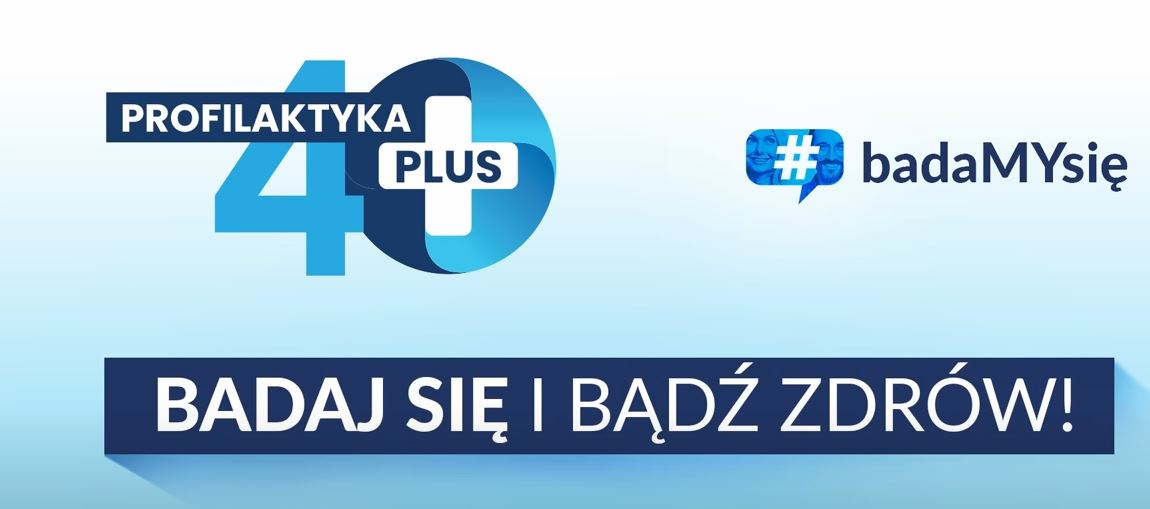 PROFILAKTYKA
40
PLUS
#badaMYsię
BADAJ SIĘ I BĄDŹ ZDRÓW!